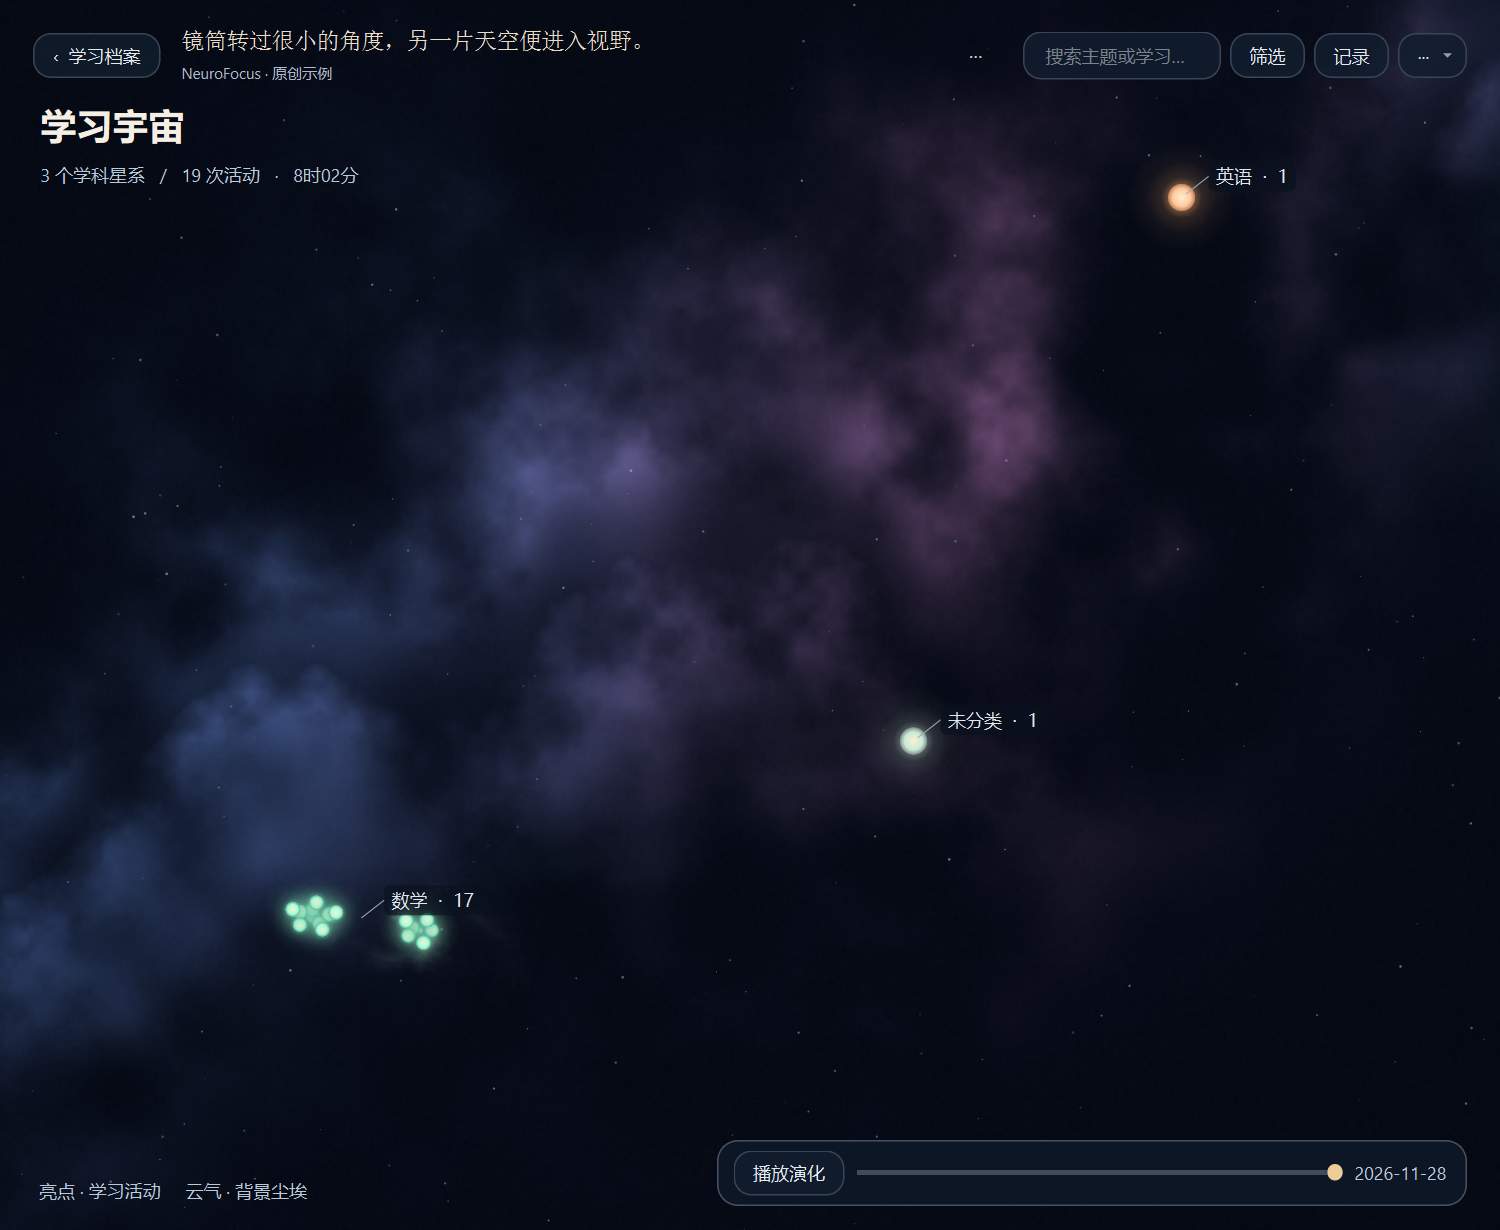 ‹ 学习档案
镜筒转过很小的角度，另一片天空便进入视野。
NeuroFocus · 原创示例
...
搜索主题或学习...
筛选
记录
...
学习宇宙
3 个学科星系 / 19 次活动 · 8时02分
英语 · 1
未分类 · 1
数学 · 17
播放演化
2026-11-28
亮点 · 学习活动 云气 · 背景尘埃